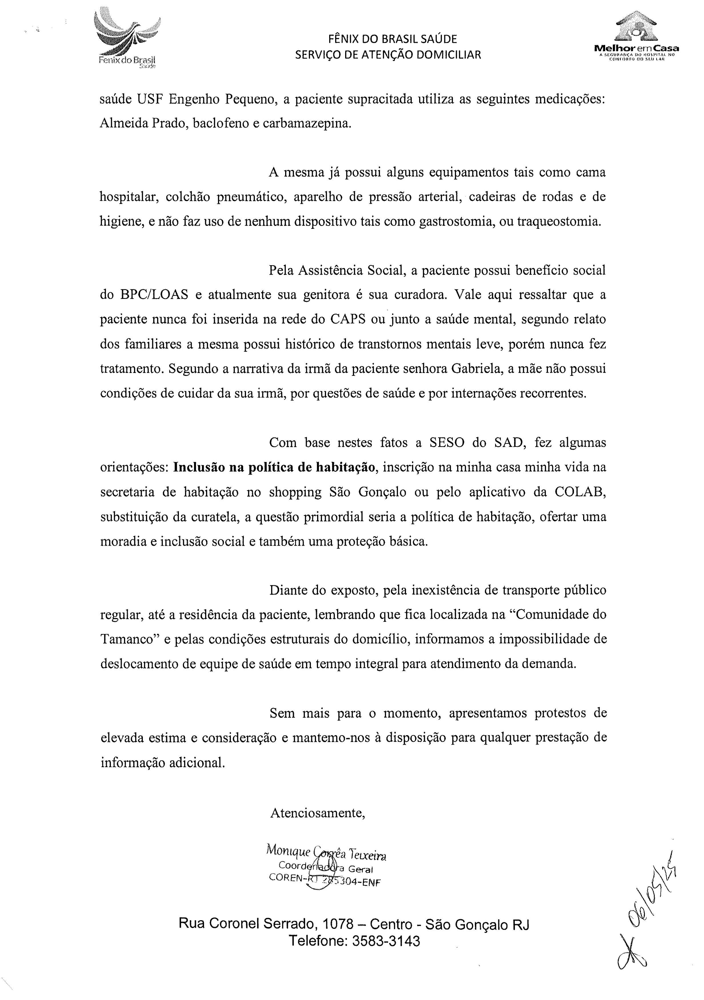 Fenix do Brasil
Saúde
FÊNIX DO BRASIL SAÚDE
SERVIÇO DE ATENÇÃO DOMICILIAR
Melhor em Casa
A SEGURANÇA DO HOSPITAL NO
CONFORTO DO SEU LAR
saúde USF Engenho Pequeno, a paciente supracitada utiliza as seguintes medicações:
Almeida Prado, baclofeno e carbamazepina.
A mesma já possui alguns equipamentos tais como cama
hospitalar, colchão pneumático, aparelho de pressão arterial, cadeiras de rodas e de
higiene, e não faz uso de nenhum dispositivo tais como gastrostomia, ou traqueostomia.
Pela Assistência Social, a paciente possui benefício social
do BPC/LOAS e atualmente sua genitora é sua curadora. Vale aqui ressaltar que a
paciente nunca foi inserida na rede do CAPS ou junto a saúde mental, segundo relato
dos familiares a mesma possui histórico de transtornos mentais leve, porém nunca fez
tratamento. Segundo a narrativa da irmã da paciente senhora Gabriela, a mãe não possui
condições de cuidar da sua irmã, por questões de saúde e por internações recorrentes.
Com base nestes fatos a SESO do SAD, fez algumas
orientações: Inclusão na política de habitação, inscrição na minha casa minha vida na
secretaria de habitação no shopping São Gonçalo ou pelo aplicativo da COLAB,
substituição da curatela, a questão primordial seria a política de habitação, ofertar uma
moradia e inclusão social e também uma proteção básica.
Diante do exposto, pela inexistência de transporte público
regular, até a residência da paciente, lembrando que fica localizada na “Comunidade do
Tamanco” e pelas condições estruturais do domicílio, informamos a impossibilidade de
deslocamento de equipe de saúde em tempo integral para atendimento da demanda.
Sem mais para o momento, apresentamos protestos de
elevada estima e consideração e mantemo-nos à disposição para qualquer prestação de
informação adicional.
Atenciosamente,
Monique Corrêa Teixeira
Coordenadora Geral
COREN-RJ 285304-ENF
06/05/25
Rua Coronel Serrado, 1078 – Centro - São Gonçalo RJ
Telefone: 3583-3143